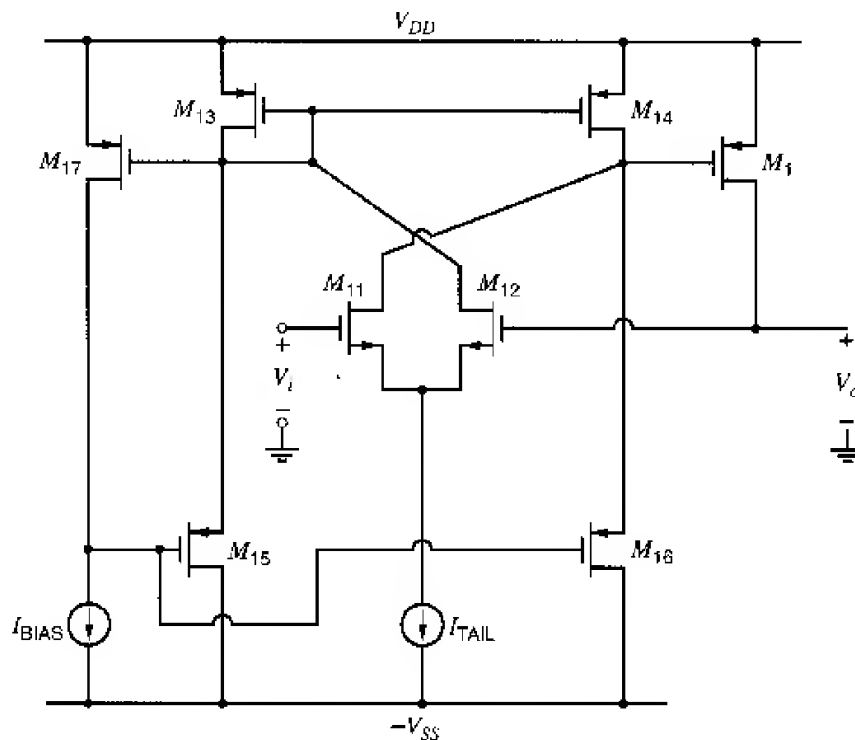 V_DD
M_13
M_14
M_17
M_1
M_11
M_12
+
V_i
−
+
V_o
−
M_15
M_16
I_BIAS
I_TAIL
−V_SS